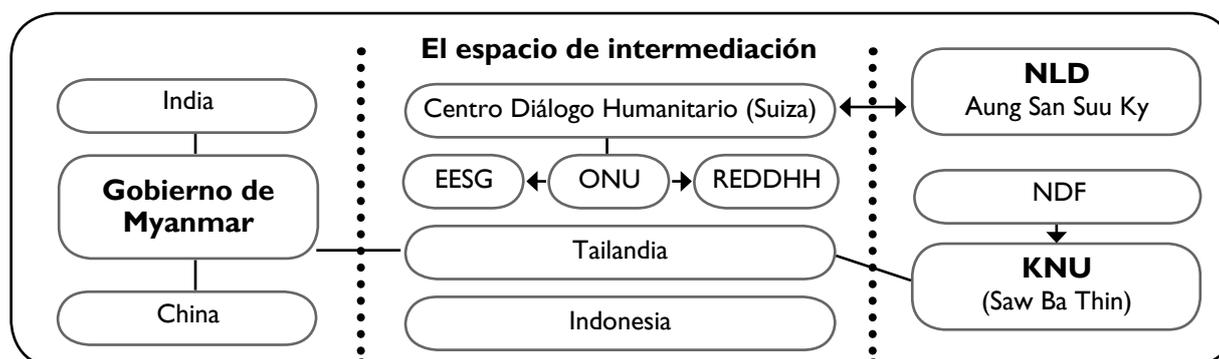 El espacio de intermediación
India
Gobierno de
Myanmar
China
Centro Diálogo Humanitario (Suiza)
EESG
ONU
REDDHH
Tailandia
Indonesia
NLD
Aung San Suu Ky
NDF
KNU
(Saw Ba Thin)